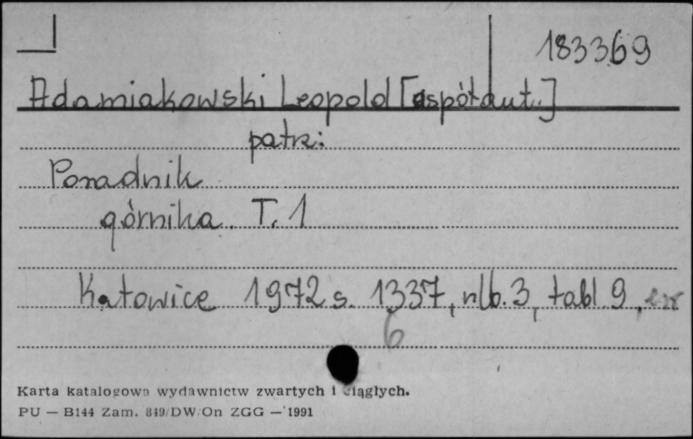 183369
Adamiakowski Leopold [współaut.]
patrz:
Poradnik
górnika. T. 1
Katowice 1972 s. 1337, nlb. 3, tabl 9,
6
Karta katalogowa wydawnictw zwartych i ciągłych.
PU — B144 Zam. 849/DW/On ZGG — 1991